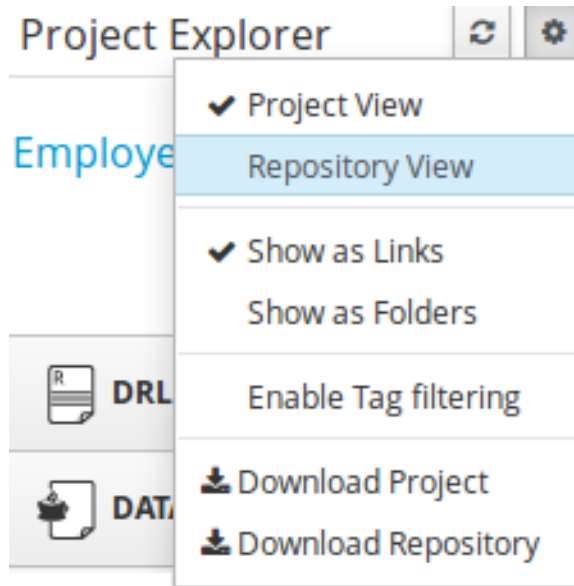 Project Explorer
Project View
Employe
Repository View
Show as Links
Show as Folders
R
DRL
Enable Tag filtering
Download Project
DATA
Download Repository